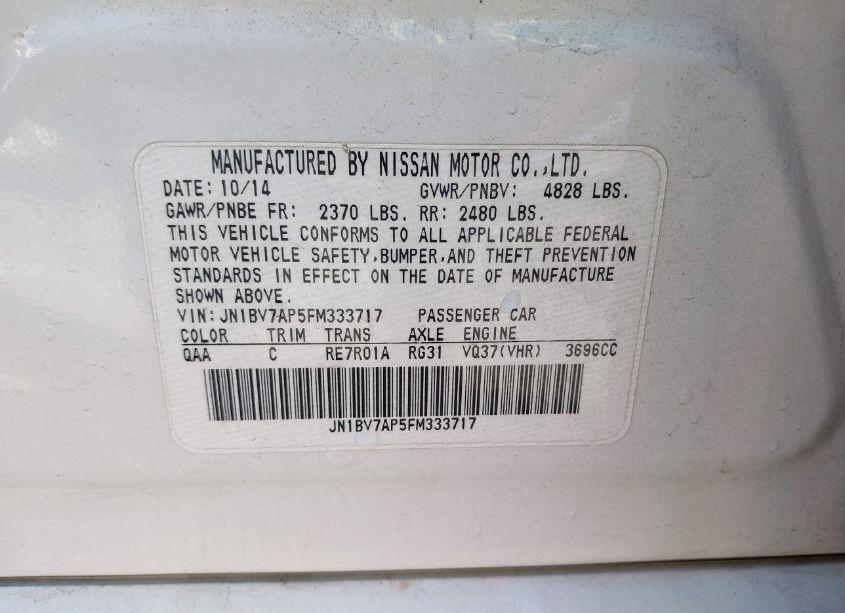 MANUFACTURED BY NISSAN MOTOR CO.,LTD.
DATE: 10/14 GVWR/PNBV: 4828 LBS.
GAWR/PNBE FR: 2370 LBS. RR: 2480 LBS.
THIS VEHICLE CONFORMS TO ALL APPLICABLE FEDERAL
MOTOR VEHICLE SAFETY,BUMPER,AND THEFT PREVENTION
STANDARDS IN EFFECT ON THE DATE OF MANUFACTURE
SHOWN ABOVE.
VIN: JN1BV7AP5FM333717 PASSENGER CAR
COLOR TRIM TRANS AXLE ENGINE
QAA C RE7R01A RG31 VQ37(VHR) 3696CC
JN1BV7AP5FM333717